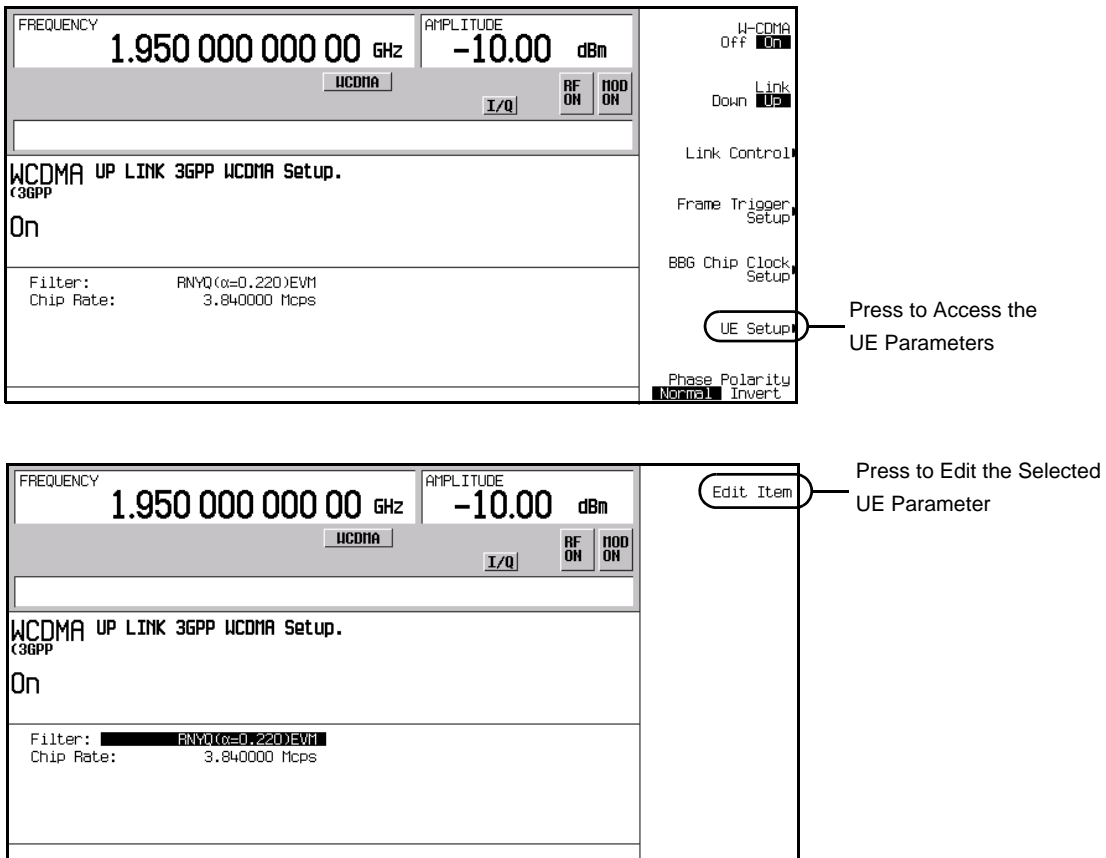 FREQUENCY
1.950 000 000 00 GHz
AMPLITUDE
-10.00 dBm
WCDMA
I/Q
RF ON
MOD ON
WCDMA UP LINK 3GPP WCDMA Setup.
(3GPP
On
Filter: RNYQ(α=0.220)EVM
Chip Rate: 3.840000 Mcps
W-CDMA
Off On
Link
Down Up
Link Control
Frame Trigger
Setup
BBG Chip Clock
Setup
UE Setup
Phase Polarity
Normal Invert
Press to Access the
UE Parameters
FREQUENCY
1.950 000 000 00 GHz
AMPLITUDE
-10.00 dBm
WCDMA
I/Q
RF ON
MOD ON
WCDMA UP LINK 3GPP WCDMA Setup.
(3GPP
On
Filter: RNYQ(α=0.220)EVM
Chip Rate: 3.840000 Mcps
Edit Item
Press to Edit the Selected
UE Parameter